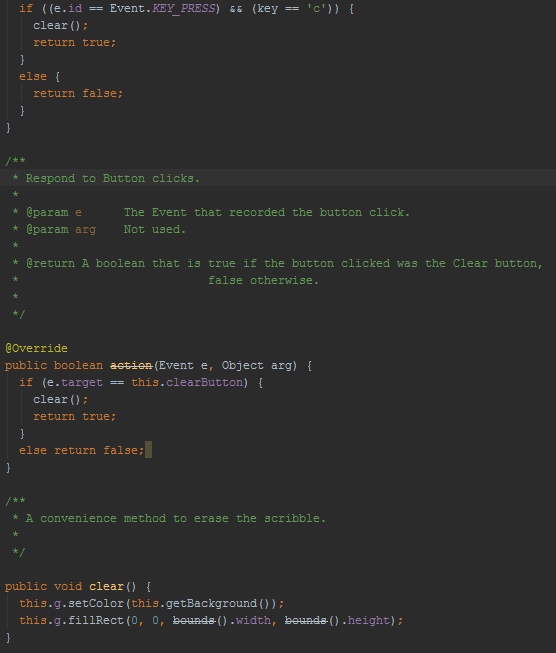 if ((e.id == Event.KEY_PRESS) && (key == 'c')) {
clear();
return true;
}
else {
return false;
}
}
/**
* Respond to Button clicks.
*
* @param e The Event that recorded the button click.
* @param arg Not used.
*
* @return A boolean that is true if the button clicked was the Clear button,
* false otherwise.
*
*/
@Override
public boolean action(Event e, Object arg) {
if (e.target == this.clearButton) {
clear();
return true;
}
else return false;
}
/**
* A convenience method to erase the scribble.
*
*/
public void clear() {
this.g.setColor(this.getBackground());
this.g.fillRect(0, 0, bounds().width, bounds().height);
}